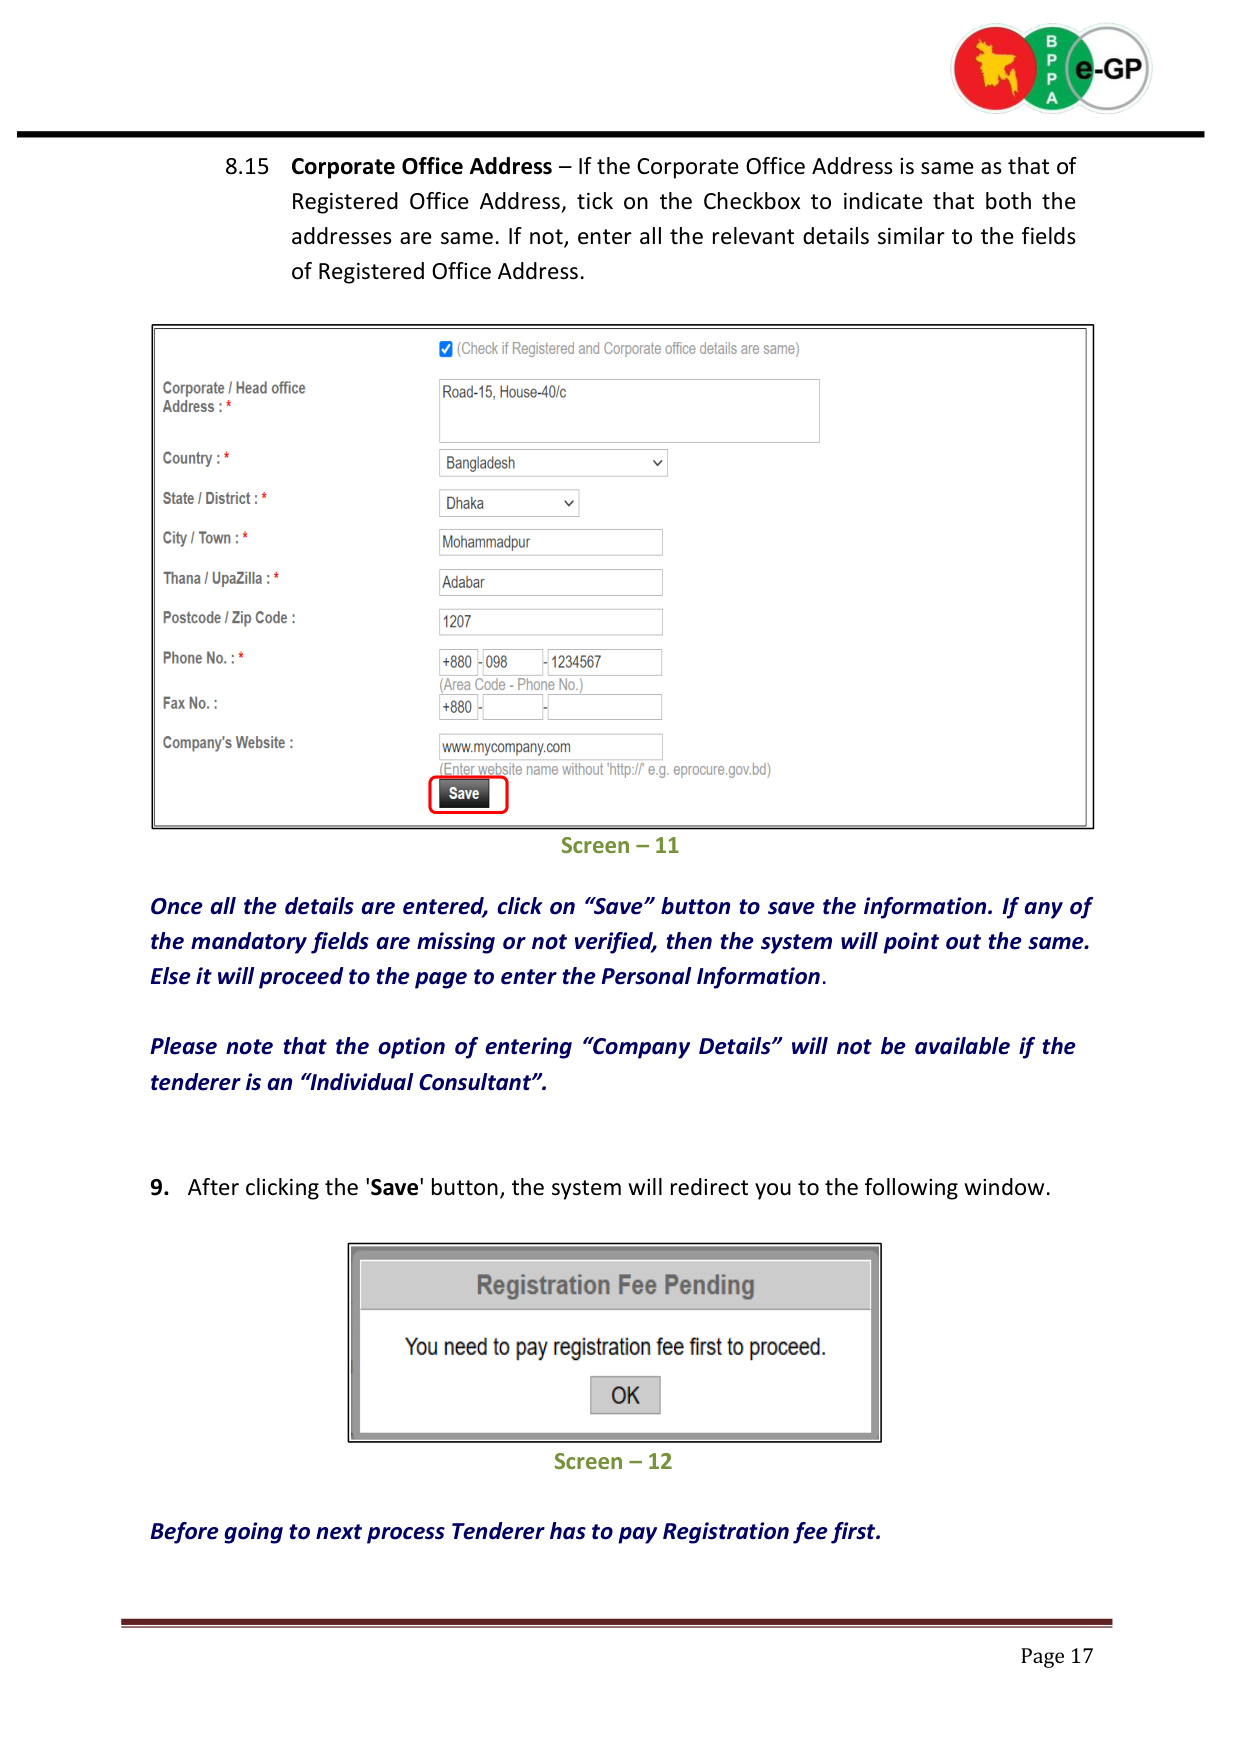 B
P
P
A
e-GP
8.15 Corporate Office Address – If the Corporate Office Address is same as that of
Registered Office Address, tick on the Checkbox to indicate that both the
addresses are same. If not, enter all the relevant details similar to the fields
of Registered Office Address.
(Check if Registered and Corporate office details are same)
Corporate / Head office
Address : *
Road-15, House-40/c
Country : *
Bangladesh
State / District : *
Dhaka
City / Town : *
Mohammadpur
Thana / UpaZilla : *
Adabar
Postcode / Zip Code :
1207
Phone No. : *
+880 - 098 - 1234567
(Area Code - Phone No.)
Fax No. :
+880 - -
Company's Website :
www.mycompany.com
(Enter website name without 'http://' e.g. eprocure.gov.bd)
Save
Screen – 11
Once all the details are entered, click on “Save” button to save the information. If any of
the mandatory fields are missing or not verified, then the system will point out the same.
Else it will proceed to the page to enter the Personal Information.
Please note that the option of entering “Company Details” will not be available if the
tenderer is an “Individual Consultant”.
9. After clicking the 'Save' button, the system will redirect you to the following window.
Registration Fee Pending
You need to pay registration fee first to proceed.
OK
Screen – 12
Before going to next process Tenderer has to pay Registration fee first.
Page 17